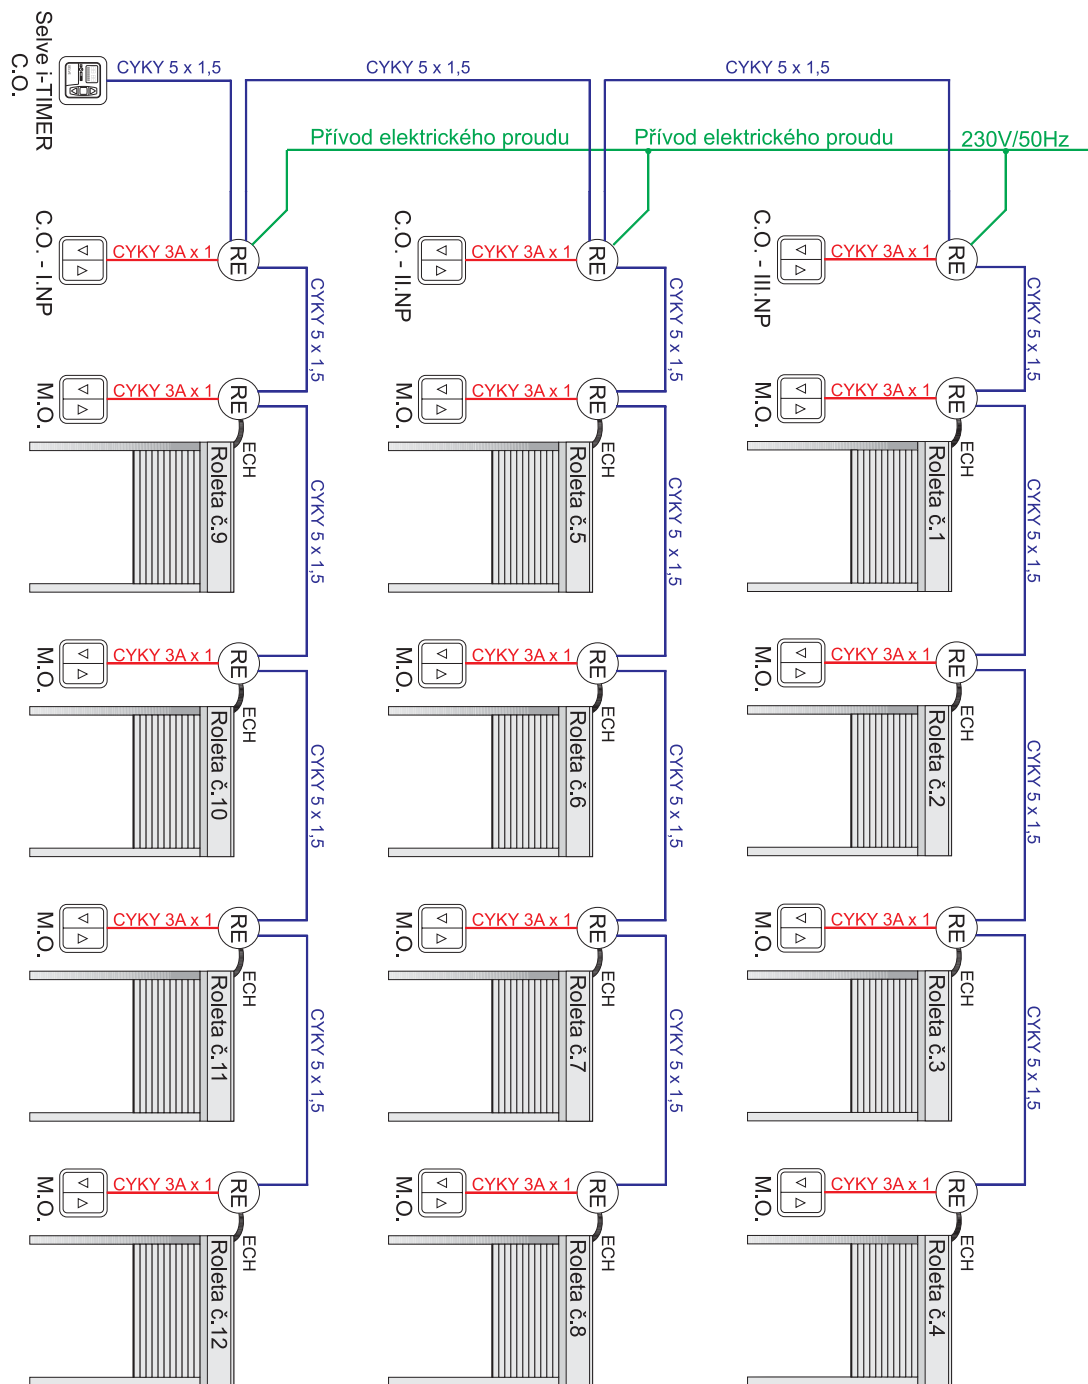 Selve i-TIMER
C.O.
CYKY 5 x 1,5
CYKY 5 x 1,5
CYKY 5 x 1,5
Přívod elektrického proudu
Přívod elektrického proudu
230V/50Hz
C.O. - I.NP
CYKY 3A x 1
RE
CYKY 5 x 1,5
C.O. - II.NP
CYKY 3A x 1
RE
CYKY 5 x 1,5
C.O. - III.NP
CYKY 3A x 1
RE
CYKY 5 x 1,5
M.O.
CYKY 3A x 1
RE
ECH
Roleta č.9
CYKY 5 x 1,5
M.O.
CYKY 3A x 1
RE
ECH
Roleta č.5
CYKY 5 x 1,5
M.O.
CYKY 3A x 1
RE
ECH
Roleta č.1
CYKY 5 x 1,5
M.O.
CYKY 3A x 1
RE
ECH
Roleta č.10
CYKY 5 x 1,5
M.O.
CYKY 3A x 1
RE
ECH
Roleta č.6
CYKY 5 x 1,5
M.O.
CYKY 3A x 1
RE
ECH
Roleta č.2
CYKY 5 x 1,5
M.O.
CYKY 3A x 1
RE
ECH
Roleta č.11
CYKY 5 x 1,5
M.O.
CYKY 3A x 1
RE
ECH
Roleta č.7
CYKY 5 x 1,5
M.O.
CYKY 3A x 1
RE
ECH
Roleta č.3
CYKY 5 x 1,5
M.O.
CYKY 3A x 1
RE
ECH
Roleta č.12
M.O.
CYKY 3A x 1
RE
ECH
Roleta č.8
M.O.
CYKY 3A x 1
RE
ECH
Roleta č.4